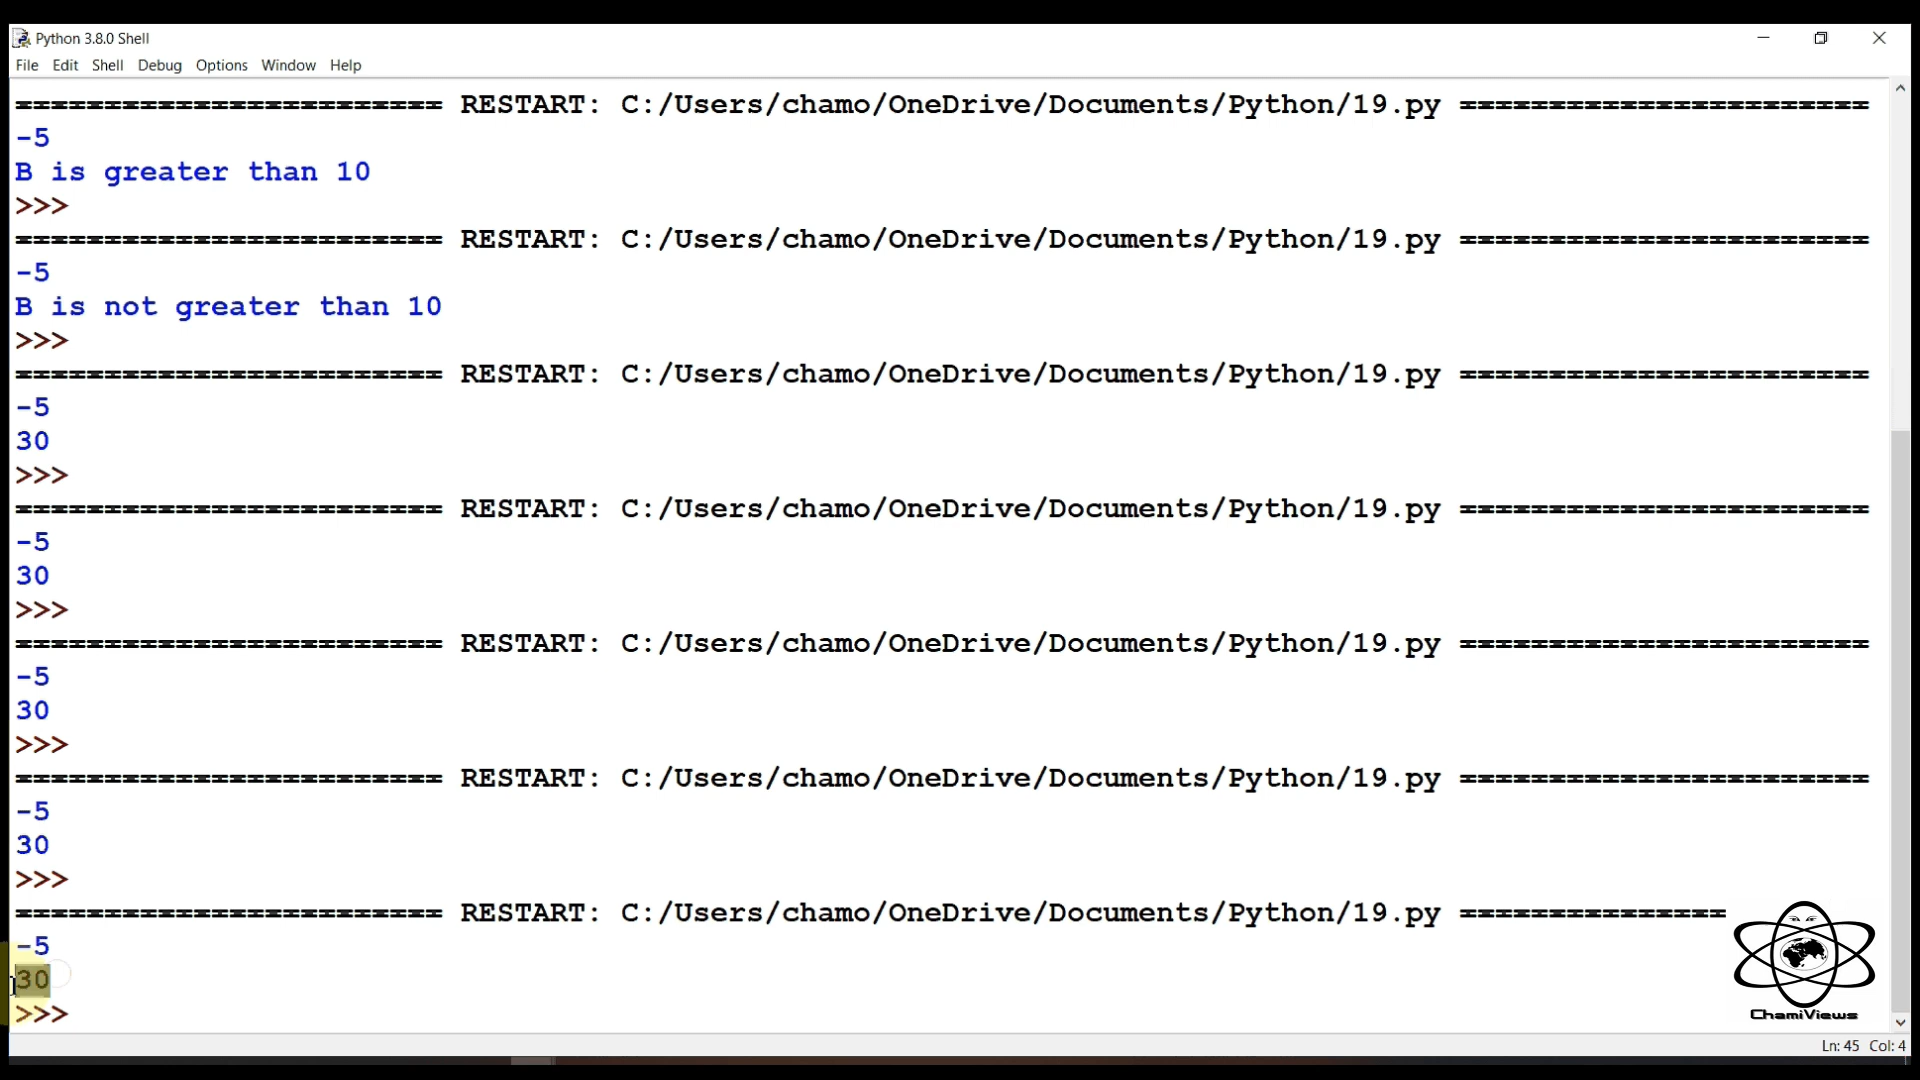 Python 3.8.0 Shell
File Edit Shell Debug Options Window Help
======================== RESTART: C:/Users/chamo/OneDrive/Documents/Python/19.py =======================
-5
B is greater than 10
>>>
======================== RESTART: C:/Users/chamo/OneDrive/Documents/Python/19.py =======================
-5
B is not greater than 10
>>>
======================== RESTART: C:/Users/chamo/OneDrive/Documents/Python/19.py =======================
-5
30
>>>
======================== RESTART: C:/Users/chamo/OneDrive/Documents/Python/19.py =======================
-5
30
>>>
======================== RESTART: C:/Users/chamo/OneDrive/Documents/Python/19.py =======================
-5
30
>>>
======================== RESTART: C:/Users/chamo/OneDrive/Documents/Python/19.py =======================
-5
30
>>>
======================== RESTART: C:/Users/chamo/OneDrive/Documents/Python/19.py ===============
-5
30
>>>
ChamiViews
Ln: 45 Col: 4